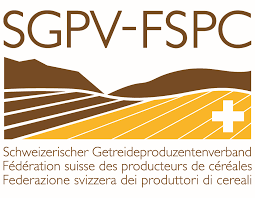 SGPV-FSPC
Schweizerischer Getreideproduzentenverband
Fédération suisse des producteurs de céréales
Federazione svizzera dei produttori di cereali